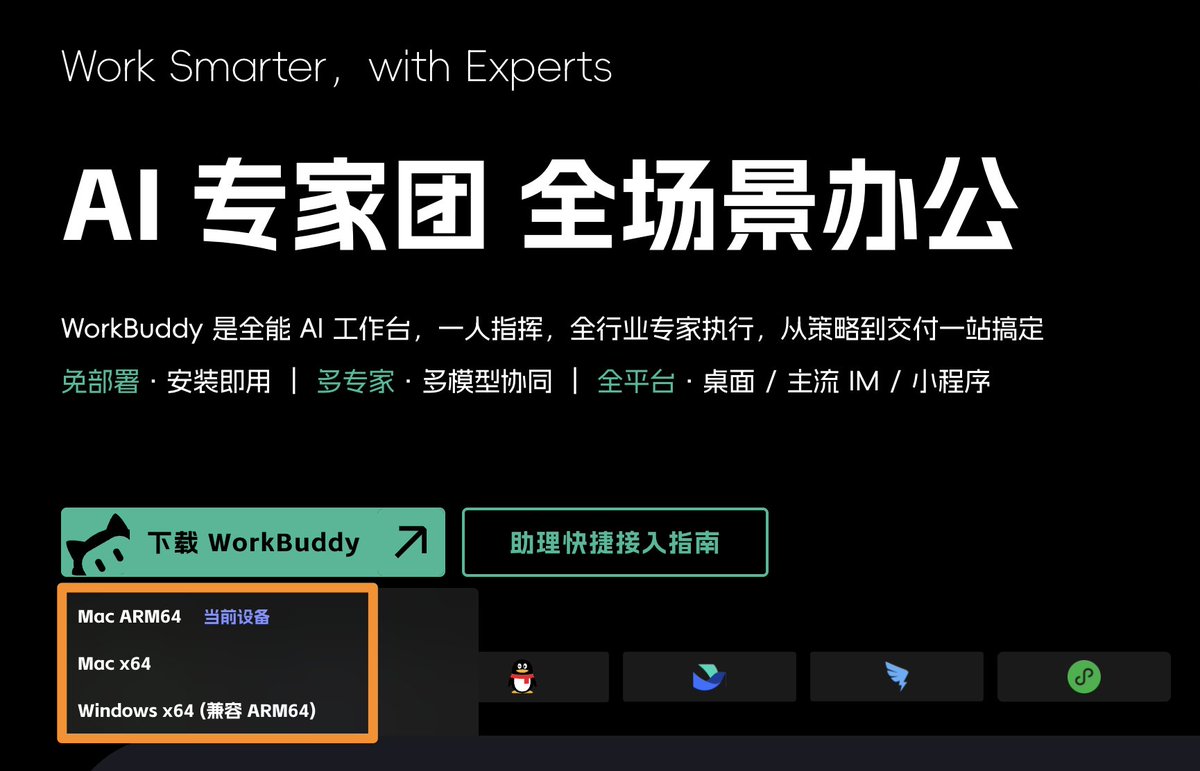 Work Smarter，with Experts
AI 专家团 全场景办公
WorkBuddy 是全能 AI 工作台，一人指挥，全行业专家执行，从策略到交付一站搞定
免部署 · 安装即用 | 多专家 · 多模型协同 | 全平台 · 桌面 / 主流 IM / 小程序
下载 WorkBuddy
助理快捷接入指南
Mac ARM64 当前设备
Mac x64
Windows x64 (兼容 ARM64)